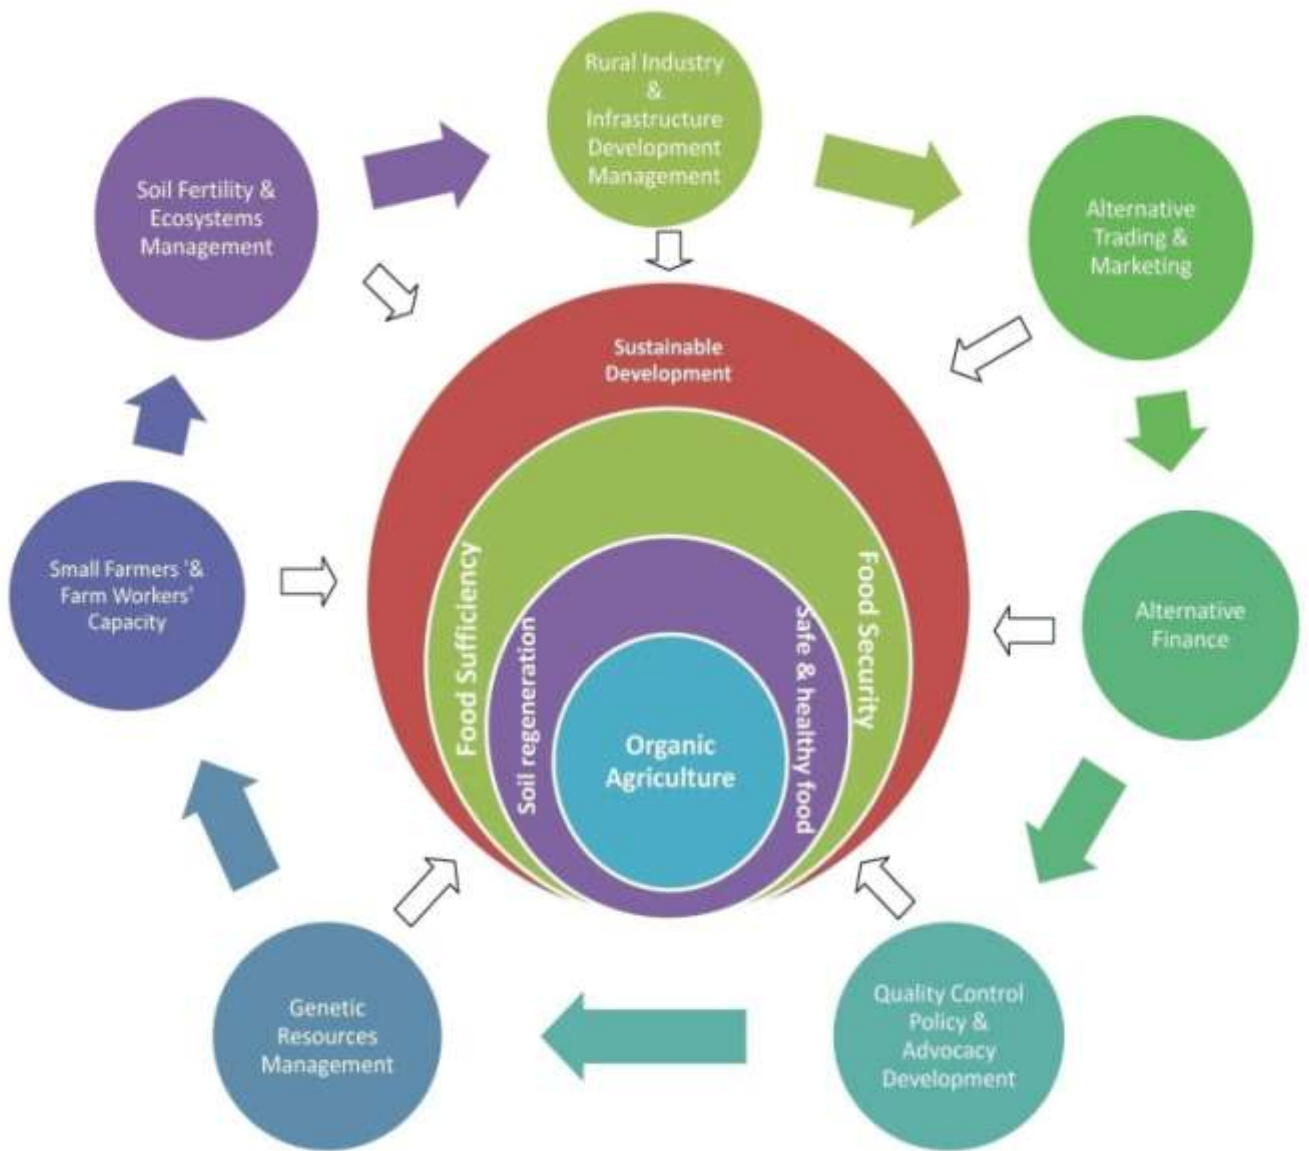 Rural Industry
&
Infrastructure
Development
Management
Soil Fertility &
Ecosystems
Management
Alternative
Trading &
Marketing
Sustainable
Development
Small Farmers '&
Farm Workers'
Capacity
Food Sufficiency
Soil regeneration
Organic
Agriculture
Safe & healthy food
Food Security
Alternative
Finance
Genetic
Resources
Management
Quality Control
Policy &
Advocacy
Development